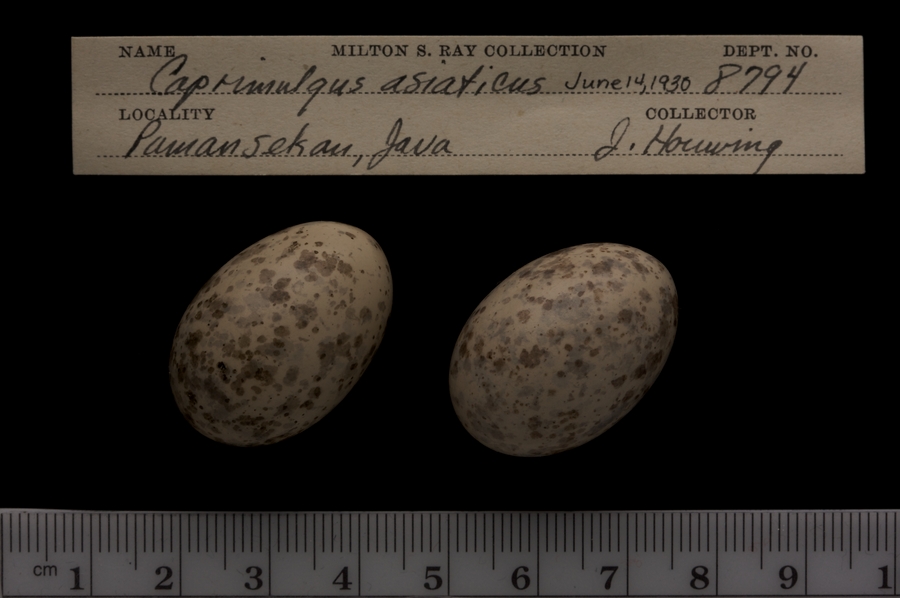 NAME MILTON S. RAY COLLECTION DEPT. NO.
Caprimulgus asiaticus June 14, 1930 8794
LOCALITY COLLECTOR
Pamansekan, Java J. Houwing
cm 1 2 3 4 5 6 7 8 9 1